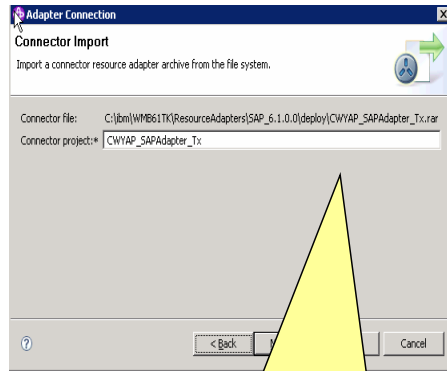 Adapter Connection
Connector Import
Import a connector resource adapter archive from the file system.
Connector file: C:\ibm\WMB61TK\ResourceAdapters\SAP_6.1.0.0\deploy\CWYAP_SAPAdapter_Tx.rar
Connector project:* CWYAP_SAPAdapter_Tx
< Back
Cancel